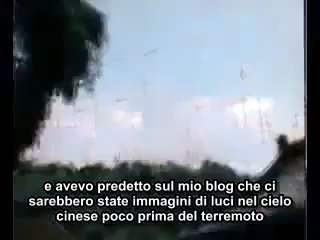 e avevo predetto sul mio blog che ci
sarebbero state immagini di luci nel cielo
cinese poco prima del terremoto